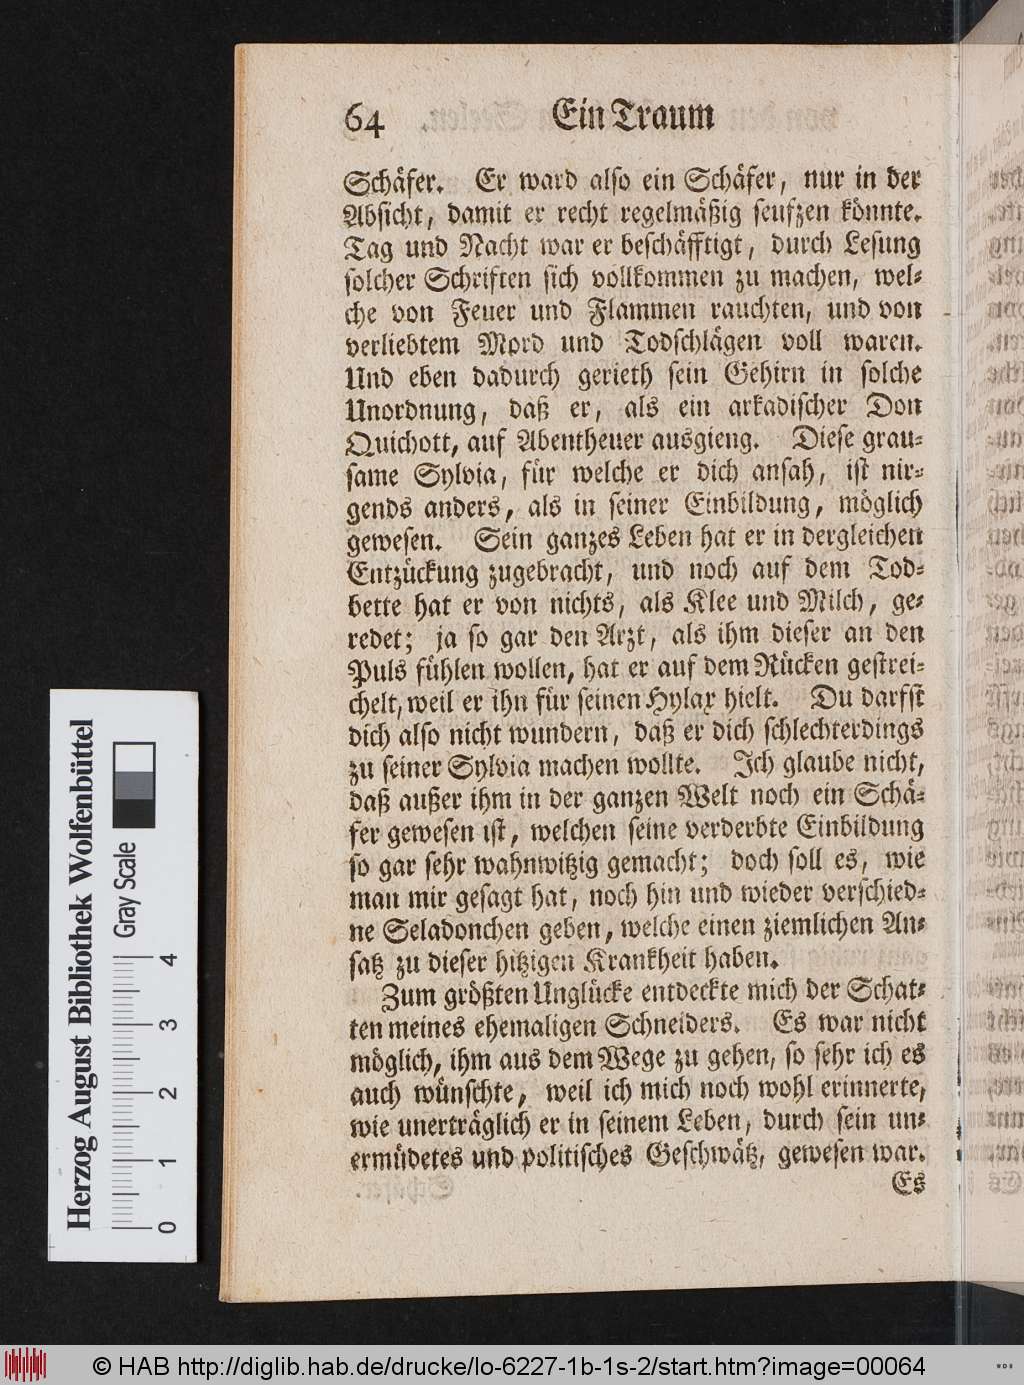 64 Ein Traum
Schäfer. Er ward also ein Schäfer, nur in der
Absicht, damit er recht regelmäßig seufzen könnte.
Tag und Nacht war er beschäfftigt, durch Lesung
solcher Schriften sich vollkommen zu machen, wel-
che von Feuer und Flammen rauchten, und von
verliebtem Mord und Todschlägen voll waren.
Und eben dadurch gerieth sein Gehirn in solche
Unordnung, daß er, als ein arkadischer Don
Quichott, auf Abentheuer ausgieng. Diese grau-
same Sylvia, für welche er dich ansah, ist nir-
gends anders, als in seiner Einbildung, möglich
gewesen. Sein ganzes Leben hat er in dergleichen
Entzückung zugebracht, und noch auf dem Tod-
bette hat er von nichts, als Klee und Milch, ge-
redet; ja so gar den Arzt, als ihm dieser an den
Puls fühlen wollen, hat er auf dem Rücken gestrei-
chelt, weil er ihn für seinen Hylax hielt. Du darfst
dich also nicht wundern, daß er dich schlechterdings
zu seiner Sylvia machen wollte. Ich glaube nicht,
daß außer ihm in der ganzen Welt noch ein Schä-
fer gewesen ist, welchen seine verderbte Einbildung
so gar sehr wahnwitzig gemacht; doch soll es, wie
man mir gesagt hat, noch hin und wieder verschied-
ne Seladonchen geben, welche einen ziemlichen An-
satz zu dieser hitzigen Krankheit haben.
Zum größten Unglücke entdeckte mich der Schat-
ten meines ehemaligen Schneiders. Es war nicht
möglich, ihm aus dem Wege zu gehen, so sehr ich es
auch wünschte, weil ich mich noch wohl erinnerte,
wie unerträglich er in seinem Leben, durch sein un-
ermüdetes und politisches Geschwätz, gewesen war.
Es
Herzog August Bibliothek Wolfenbüttel
Gray Scale
0 1 2 3 4
© HAB http://diglib.hab.de/drucke/lo-6227-1b-1s-2/start.htm?image=00064